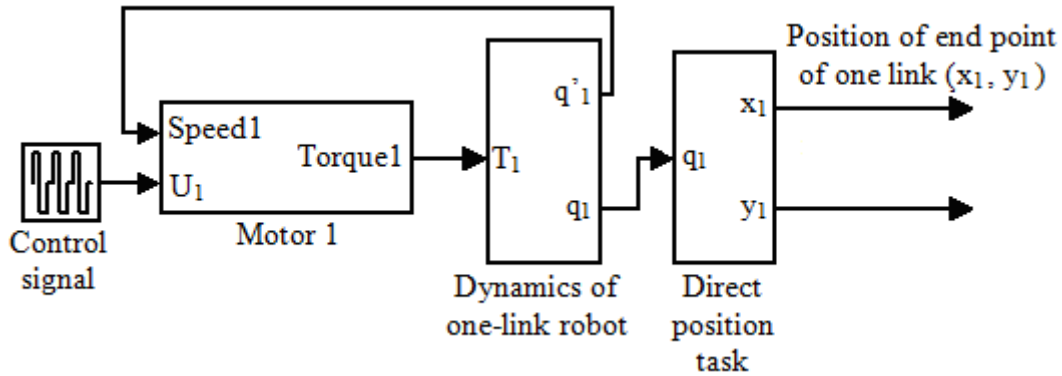 Position of end point
of one link (x₁, y₁)
q'₁
x₁
Speed1
Torque1
T₁
q₁
U₁
q₁
y₁
Motor 1
Control
signal
Dynamics of
one-link robot
Direct
position
task